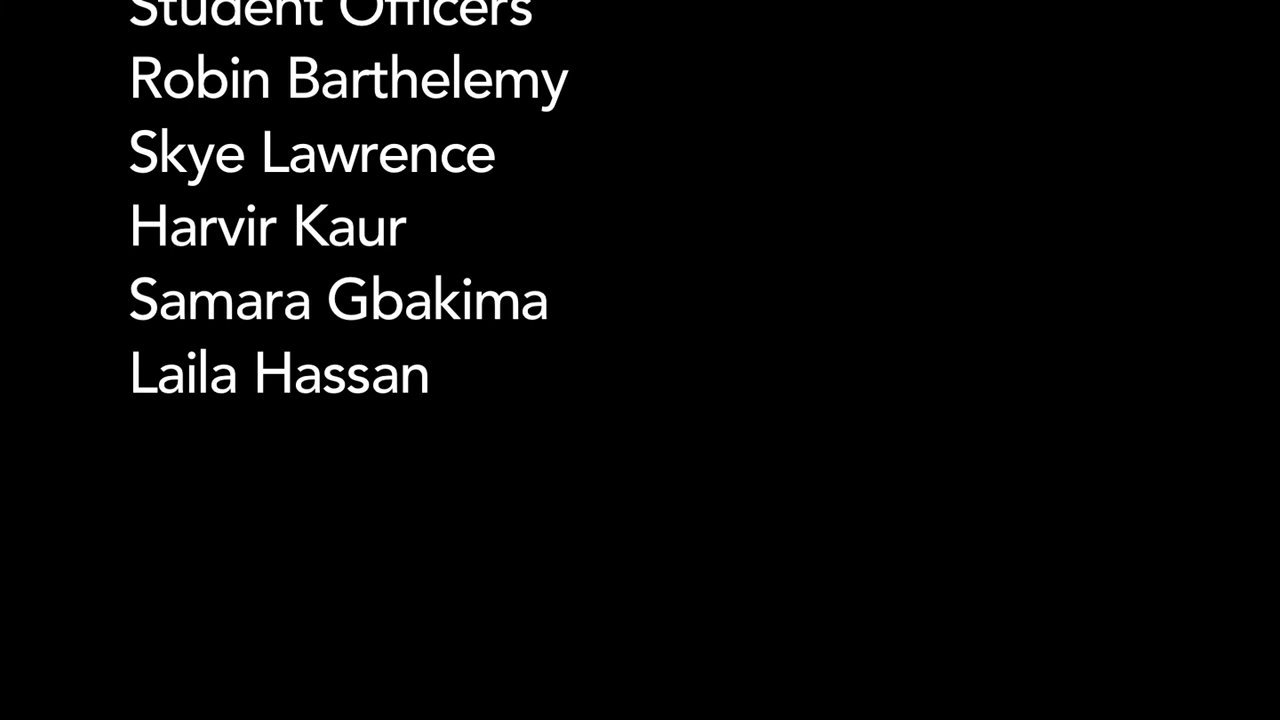 Student Officers
Robin Barthelemy
Skye Lawrence
Harvir Kaur
Samara Gbakima
Laila Hassan